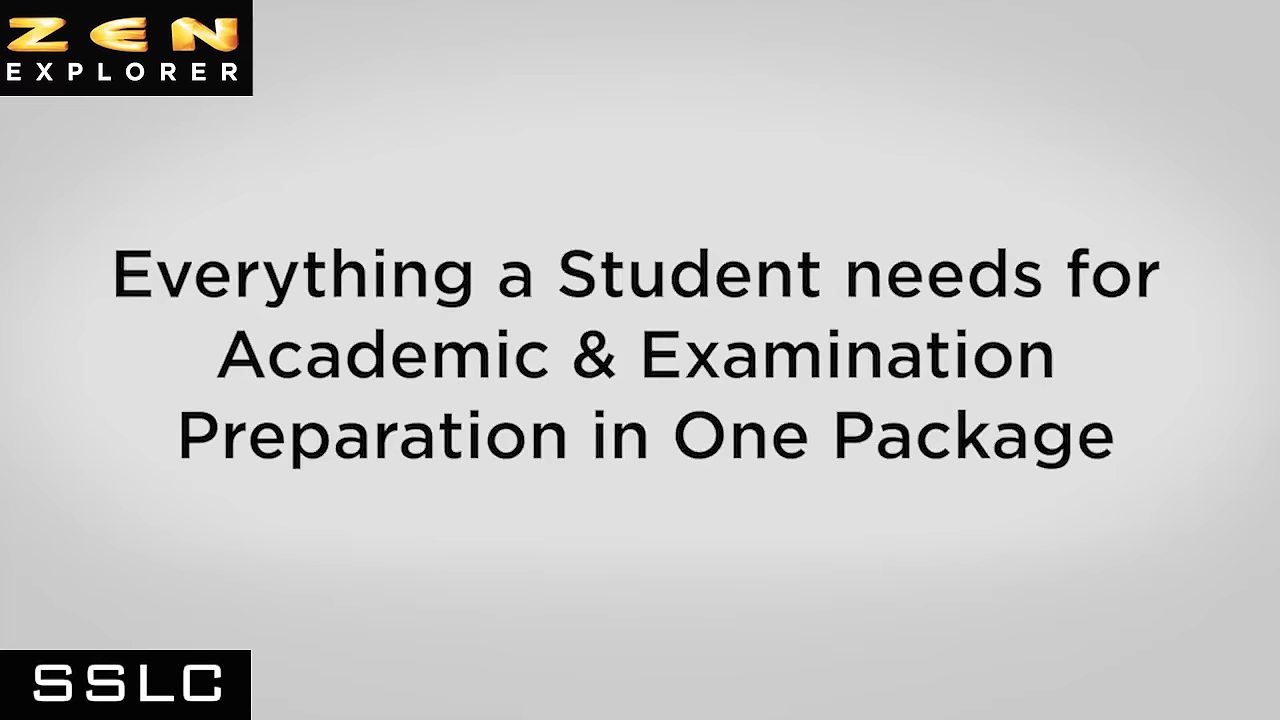 ZEN
EXPLORER
Everything a Student needs for
Academic & Examination
Preparation in One Package
SSLC